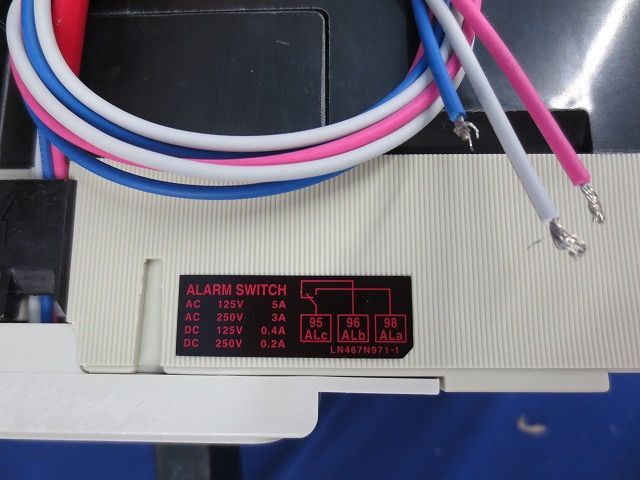 ALARM SWITCH
AC 125V 5A
AC 250V 3A
DC 125V 0.4A
DC 250V 0.2A
95 96 98
ALc ALb ALa
LN467N971-1